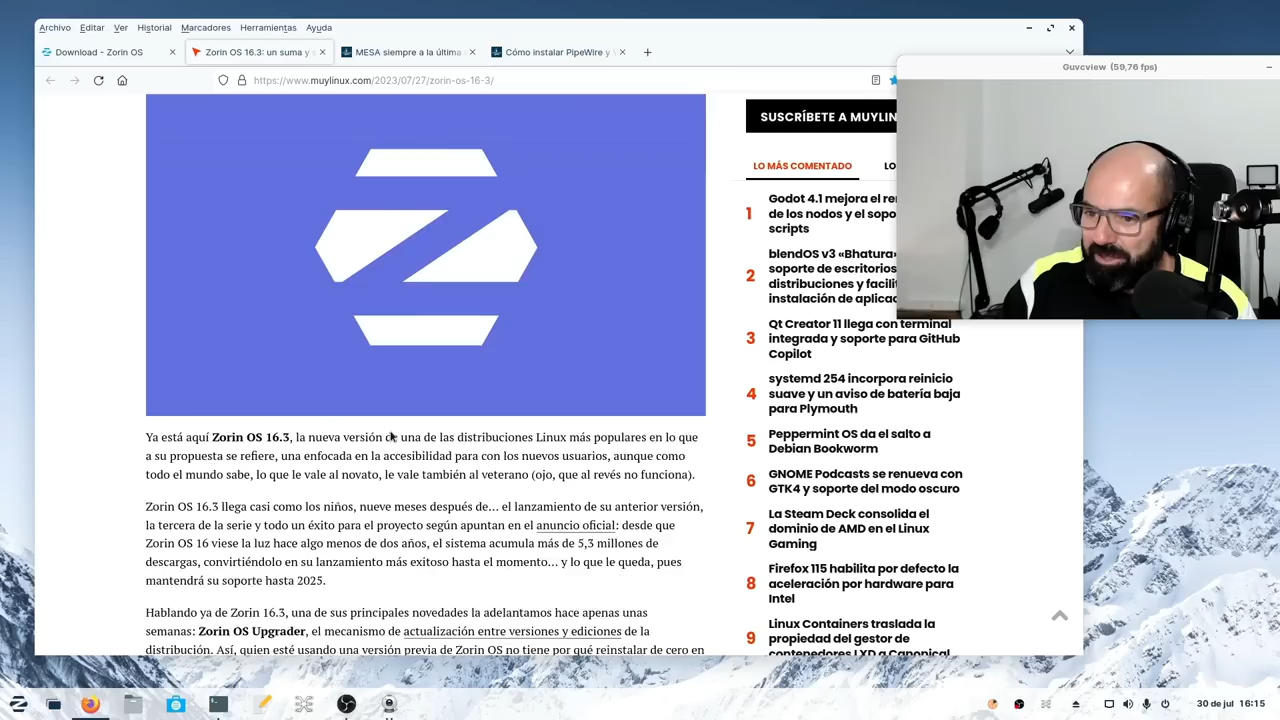 Archivo Editar Ver Historial Marcadores Herramientas Ayuda
Download - Zorin OS
Zorin OS 16.3: un suma y s
MESA siempre a la última
Cómo instalar PipeWire y
https://www.muylinux.com/2023/07/27/zorin-os-16-3/
Guvcview (59,76 fps)
Ya está aquí Zorin OS 16.3, la nueva versión de una de las distribuciones Linux más populares en lo que
a su propuesta se refiere, una enfocada en la accesibilidad para con los nuevos usuarios, aunque como
todo el mundo sabe, lo que le vale al novato, le vale también al veterano (ojo, que al revés no funciona).
Zorin OS 16.3 llega casi como los niños, nueve meses después de... el lanzamiento de su anterior versión,
la tercera de la serie y todo un éxito para el proyecto según apuntan en el anuncio oficial: desde que
Zorin OS 16 viese la luz hace algo menos de dos años, el sistema acumula más de 5,3 millones de
descargas, convirtiéndolo en su lanzamiento más exitoso hasta el momento... y lo que le queda, pues
mantendrá su soporte hasta 2025.
Hablando ya de Zorin 16.3, una de sus principales novedades la adelantamos hace apenas unas
semanas: Zorin OS Upgrader, el mecanismo de actualización entre versiones y ediciones de la
distribución. Así, quien esté usando una versión previa de Zorin OS no tiene por qué reinstalar de cero en
SUSCRÍBETE A MUYLIN
LO MÁS COMENTADO LO
1 Godot 4.1 mejora el re
de los nodos y el sopo
scripts
2 blendOS v3 «Bhatura»
soporte de escritorios
distribuciones y facili
instalación de aplica
3 Qt Creator 11 llega con terminal
integrada y soporte para GitHub
Copilot
4 systemd 254 incorpora reinicio
suave y un aviso de batería baja
para Plymouth
5 Peppermint OS da el salto a
Debian Bookworm
6 GNOME Podcasts se renueva con
GTK4 y soporte del modo oscuro
7 La Steam Deck consolida el
dominio de AMD en el Linux
Gaming
8 Firefox 115 habilita por defecto la
aceleración por hardware para
Intel
9 Linux Containers traslada la
propiedad del gestor de
contenedores LXD a Canonical
30 de jul 16:15